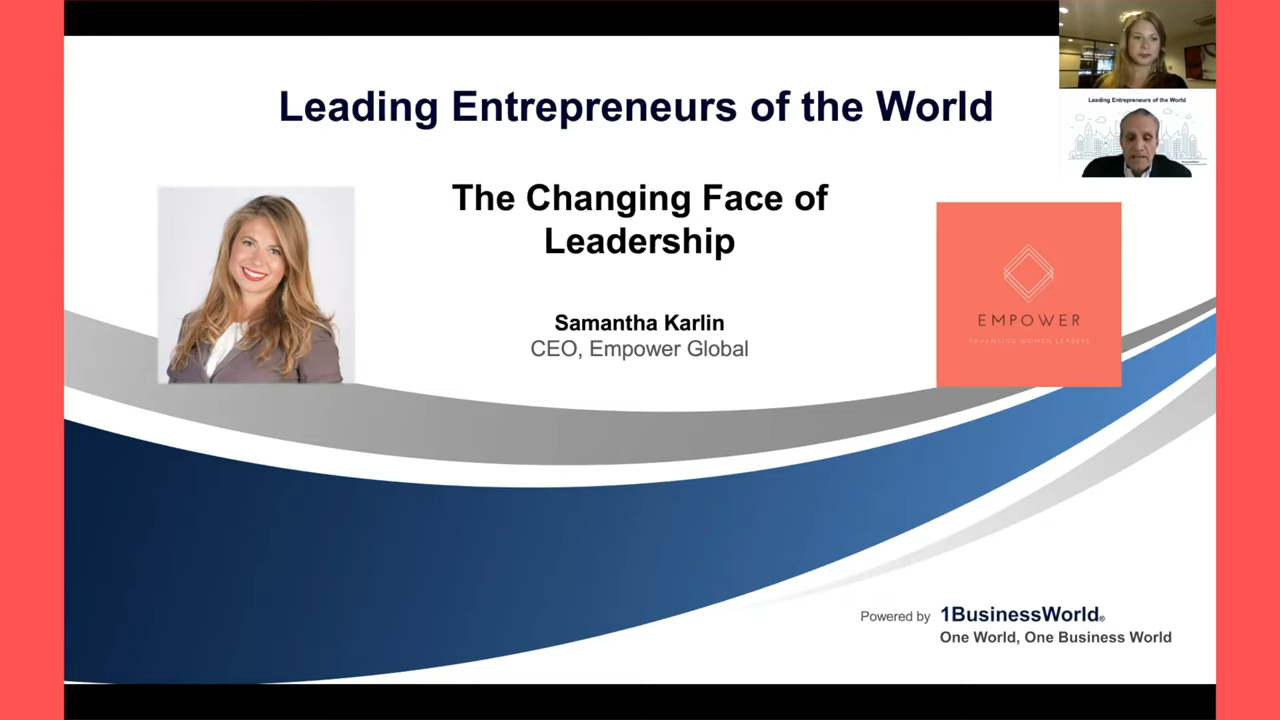 Leading Entrepreneurs of the World
Leading Entrepreneurs of the World
The Changing Face of
Leadership
Samantha Karlin
CEO, Empower Global
EMPOWER
ADVANCING WOMEN LEADERS
Powered by 1BusinessWorld®
One World, One Business World